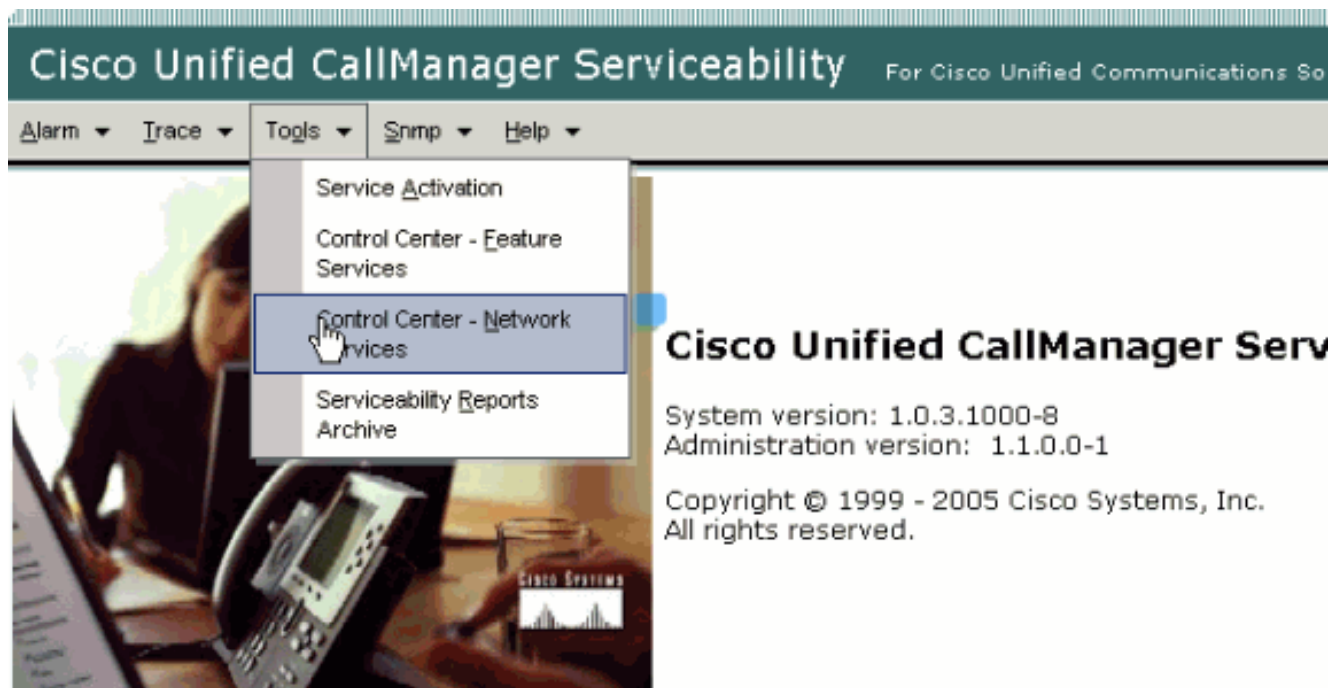 Cisco Unified CallManager Serviceability For Cisco Unified Communications So
Alarm Trace Tools Snmp Help
Service Activation
Control Center - Feature
Services
Control Center - Network
rvices
Serviceability Reports
Archive
Cisco Unified CallManager Serv
System version: 1.0.3.1000-8
Administration version: 1.1.0.0-1
Copyright © 1999 - 2005 Cisco Systems, Inc.
All rights reserved.
CISCO SYSTEMS